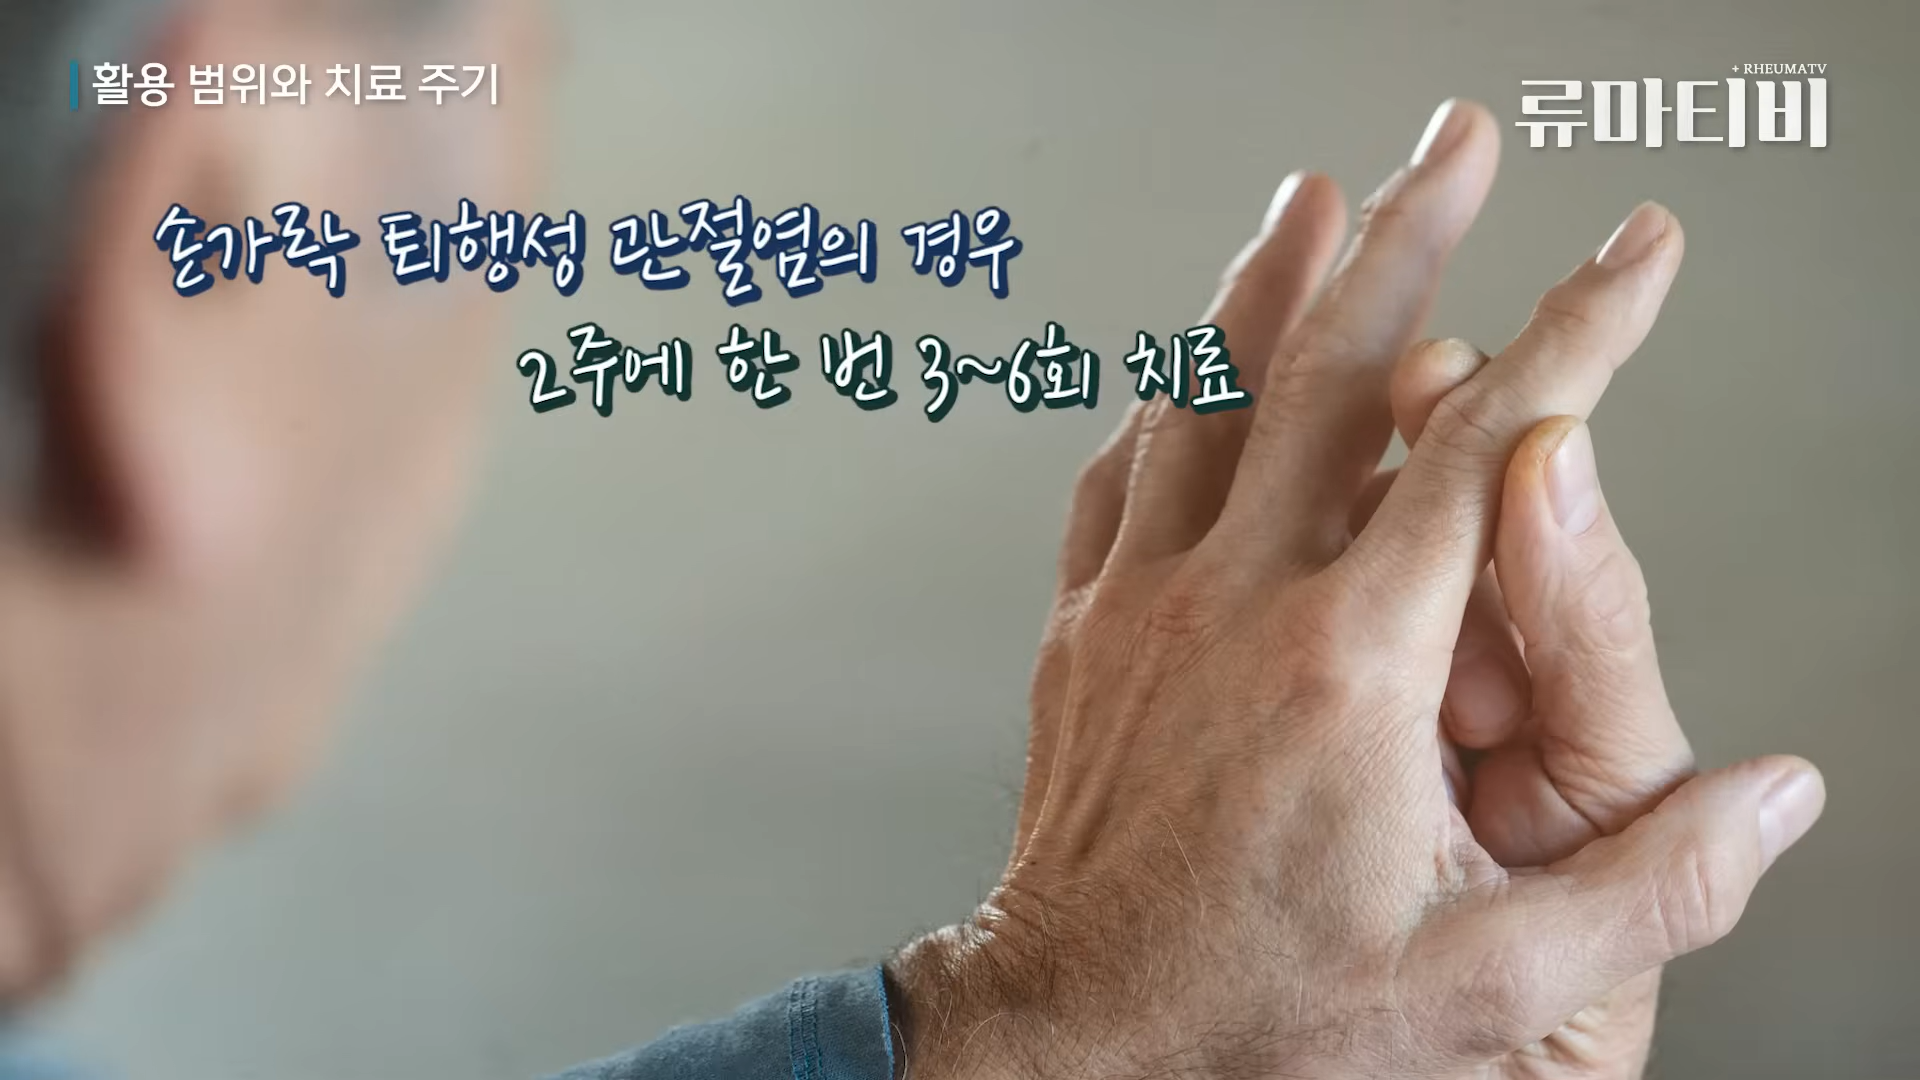 활용 범위와 치료 주기
+ RHEUMATV
류마티비
손가락 퇴행성 관절염의 경우
2주에 한 번 3~6회 치료